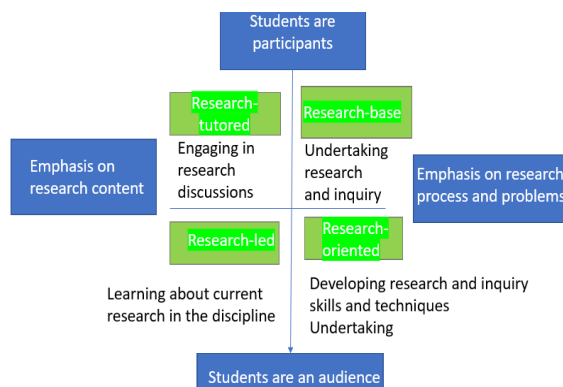 Students are
participants
Research-
tutored
Research-base
Engaging in
research
discussions
Undertaking
research
and inquiry
Emphasis on
research content
Emphasis on research
process and problems
Research-led
Research-
oriented
Learning about current
research in the discipline
Developing research and inquiry
skills and techniques
Undertaking
Students are an audience